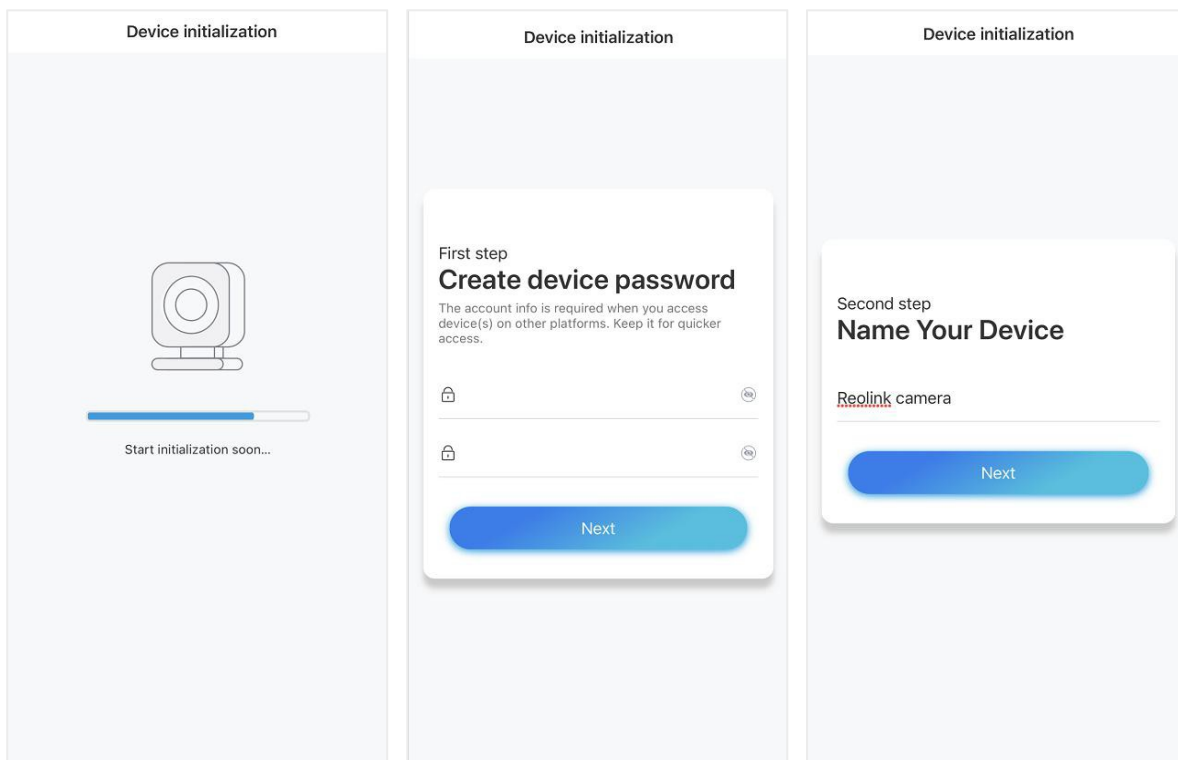 Device initialization
Start initialization soon...
Device initialization
First step
Create device password
The account info is required when you access
device(s) on other platforms. Keep it for quicker
access.
Next
Device initialization
Second step
Name Your Device
Reolink camera
Next